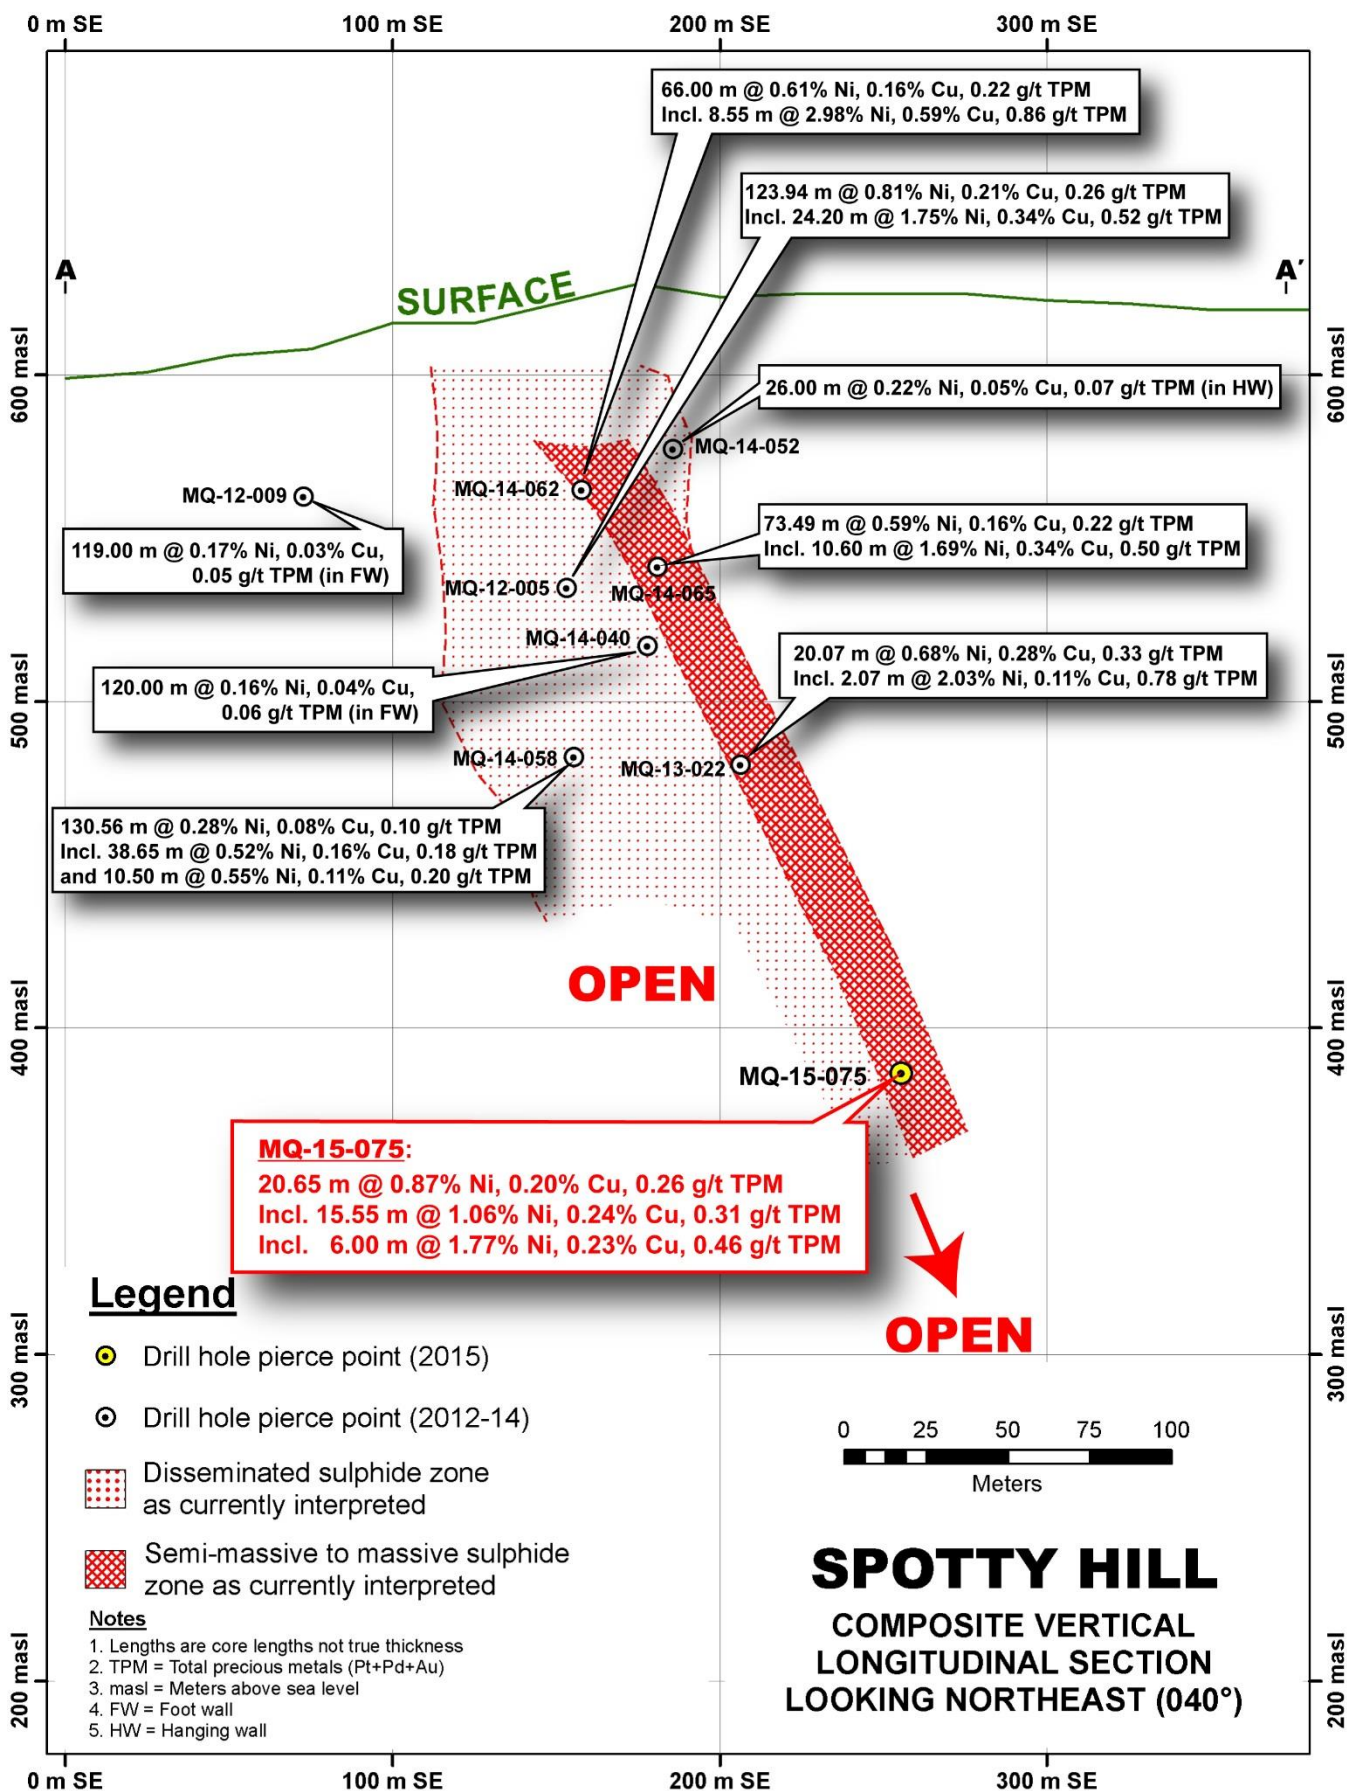 0 m SE
100 m SE
200 m SE
300 m SE
66.00 m @ 0.61% Ni, 0.16% Cu, 0.22 g/t TPM
Incl. 8.55 m @ 2.98% Ni, 0.59% Cu, 0.86 g/t TPM
123.94 m @ 0.81% Ni, 0.21% Cu, 0.26 g/t TPM
Incl. 24.20 m @ 1.75% Ni, 0.34% Cu, 0.52 g/t TPM
A
A′
SURFACE
600 masl
600 masl
26.00 m @ 0.22% Ni, 0.05% Cu, 0.07 g/t TPM (in HW)
MQ-14-052
MQ-12-009
MQ-14-062
119.00 m @ 0.17% Ni, 0.03% Cu,
0.05 g/t TPM (in FW)
73.49 m @ 0.59% Ni, 0.16% Cu, 0.22 g/t TPM
Incl. 10.60 m @ 1.69% Ni, 0.34% Cu, 0.50 g/t TPM
MQ-12-005
MQ-14-065
MQ-14-040
120.00 m @ 0.16% Ni, 0.04% Cu,
0.06 g/t TPM (in FW)
20.07 m @ 0.68% Ni, 0.28% Cu, 0.33 g/t TPM
Incl. 2.07 m @ 2.03% Ni, 0.11% Cu, 0.78 g/t TPM
500 masl
500 masl
MQ-14-058
MQ-13-022
130.56 m @ 0.28% Ni, 0.08% Cu, 0.10 g/t TPM
Incl. 38.65 m @ 0.52% Ni, 0.16% Cu, 0.18 g/t TPM
and 10.50 m @ 0.55% Ni, 0.11% Cu, 0.20 g/t TPM
OPEN
400 masl
400 masl
MQ-15-075
MQ-15-075:
20.65 m @ 0.87% Ni, 0.20% Cu, 0.26 g/t TPM
Incl. 15.55 m @ 1.06% Ni, 0.24% Cu, 0.31 g/t TPM
Incl. 6.00 m @ 1.77% Ni, 0.23% Cu, 0.46 g/t TPM
OPEN
300 masl
300 masl
Legend
Drill hole pierce point (2015)
Drill hole pierce point (2012-14)
Disseminated sulphide zone
as currently interpreted
Semi-massive to massive sulphide
zone as currently interpreted
Notes
1. Lengths are core lengths not true thickness
2. TPM = Total precious metals (Pt+Pd+Au)
3. masl = Meters above sea level
4. FW = Foot wall
5. HW = Hanging wall
0 25 50 75 100
Meters
SPOTTY HILL
COMPOSITE VERTICAL
LONGITUDINAL SECTION
LOOKING NORTHEAST (040°)
200 masl
200 masl
0 m SE
100 m SE
200 m SE
300 m SE